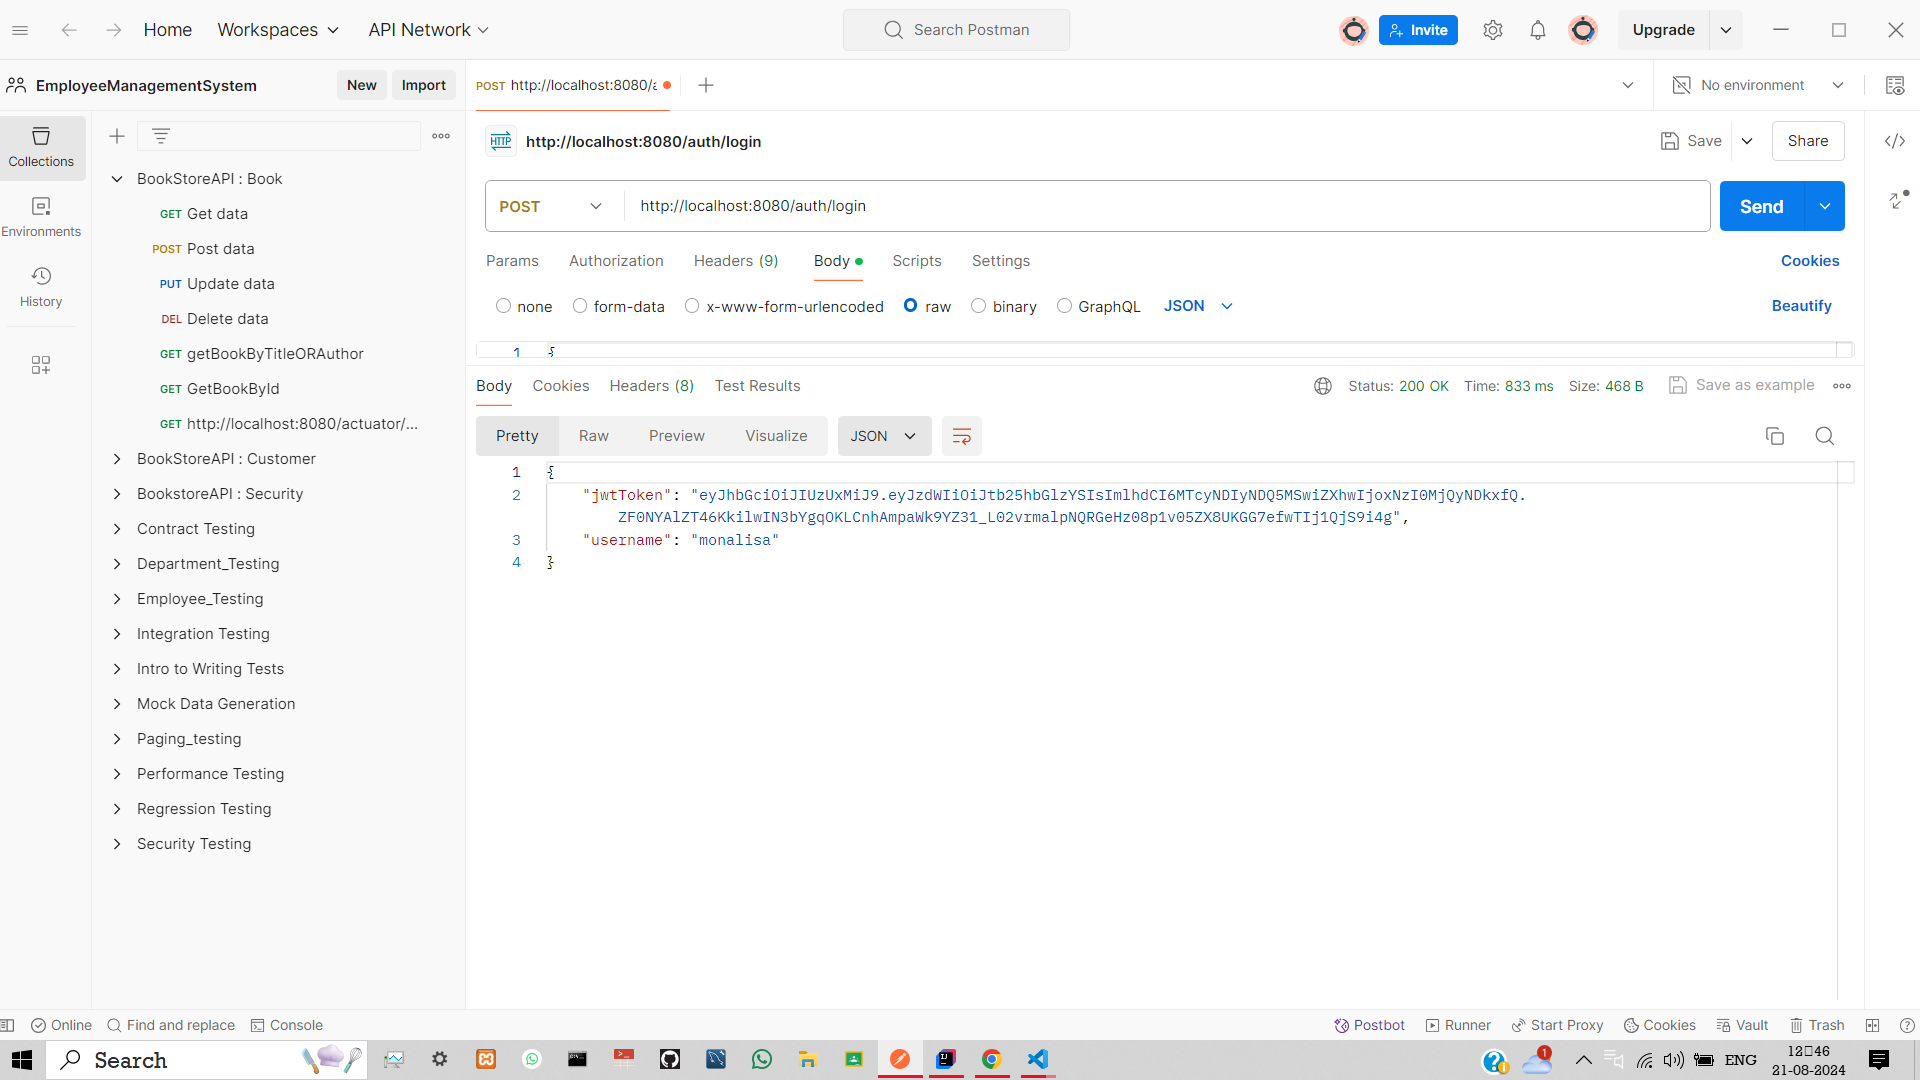 Home
Workspaces
API Network
Search Postman
Invite
Upgrade
EmployeeManagementSystem
New
Import
POST http://localhost:8080/a
No environment
Collections
Environments
History
BookStoreAPI : Book
GET Get data
POST Post data
PUT Update data
DEL Delete data
GET getBookByTitleORAuthor
GET GetBookById
GET http://localhost:8080/actuator/...
BookStoreAPI : Customer
BookstoreAPI : Security
Contract Testing
Department_Testing
Employee_Testing
Integration Testing
Intro to Writing Tests
Mock Data Generation
Paging_testing
Performance Testing
Regression Testing
Security Testing
HTTP http://localhost:8080/auth/login
Save
Share
POST http://localhost:8080/auth/login
Send
Params Authorization Headers (9) Body Scripts Settings Cookies
none form-data x-www-form-urlencoded raw binary GraphQL JSON Beautify
1 {
Body Cookies Headers (8) Test Results Status: 200 OK Time: 833 ms Size: 468 B Save as example
Pretty Raw Preview Visualize JSON
1 {
2 "jwtToken": "eyJhbGciOiJIUzUxMiJ9.eyJzdWIiOiJtb25hbGlzYSIsImlhdCI6MTcyNDIyNDQ5MSwiZXhwIjoxNzI0MjQyNDkxfQ.
ZF0NYAlZT46KkilwIN3bYgqOKLCnhAmpaWk9YZ31_L02vrmalpNQRGeHz08p1v05ZX8UKGG7efwTIj1QjS9i4g",
3 "username": "monalisa"
4 }
Online Find and replace Console Postbot Runner Start Proxy Cookies Vault Trash
Search
1
ENG
12 46
21-08-2024